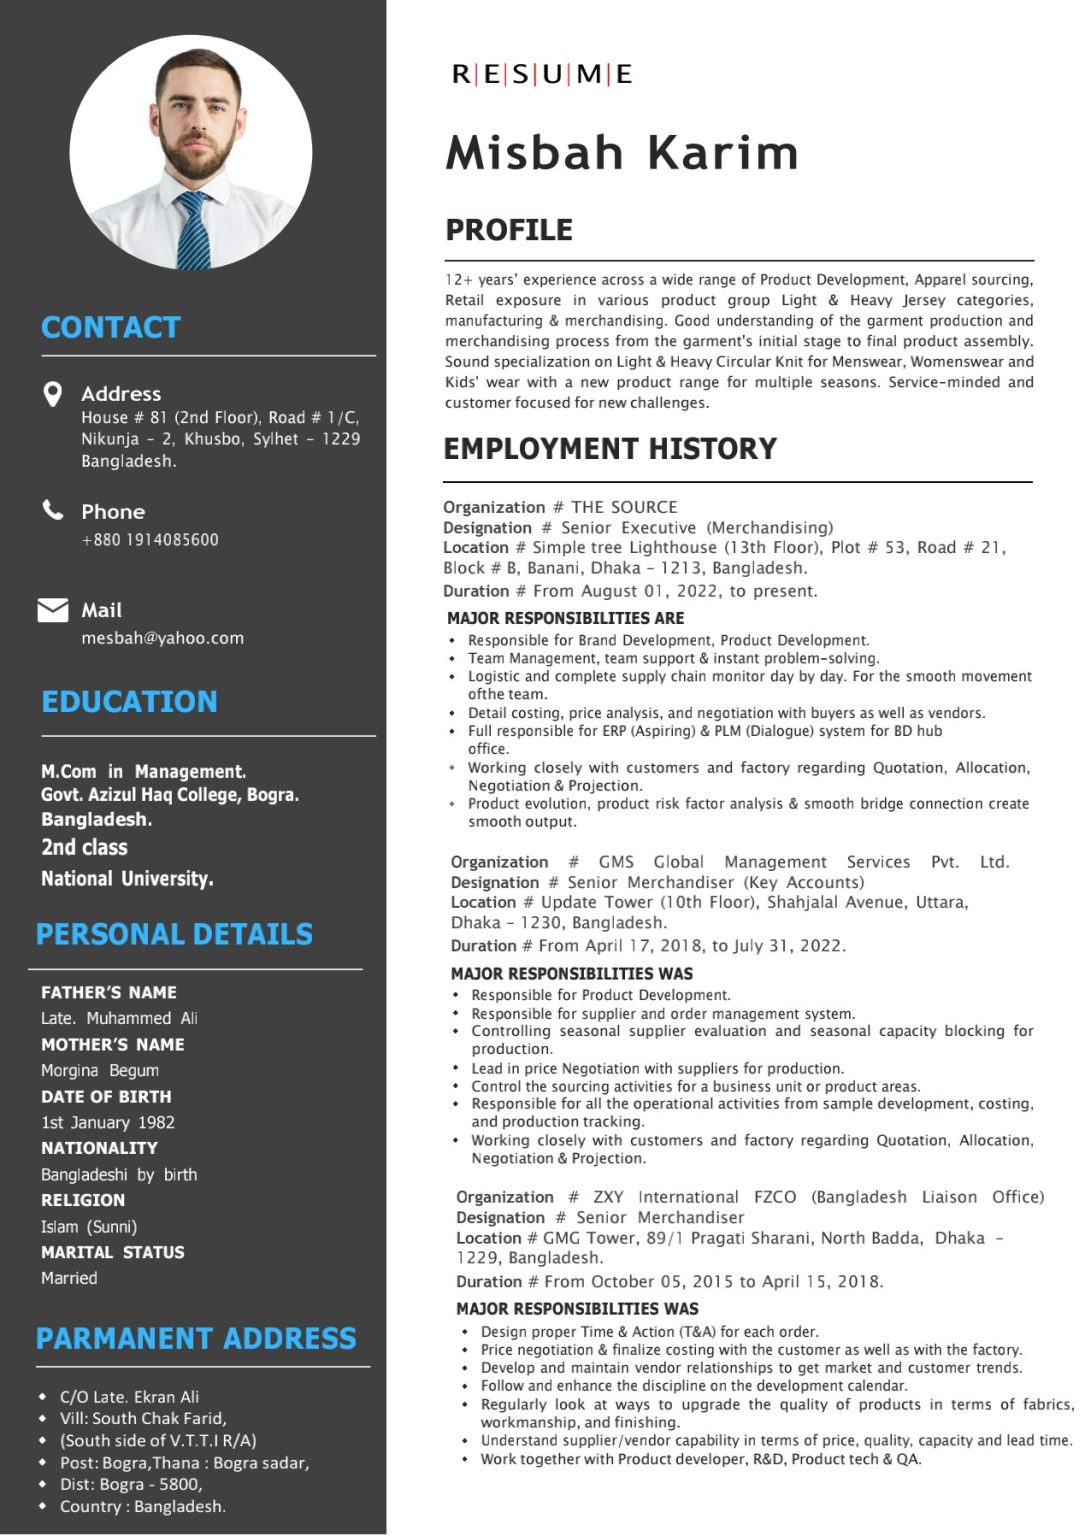 CONTACT
Address
House # 81 (2nd Floor), Road # 1/C,
Nikunja – 2, Khusbo, Sylhet – 1229
Bangladesh.
Phone
+880 1914085600
Mail
mesbah@yahoo.com
EDUCATION
M.Com in Management.
Govt. Azizul Haq College, Bogra.
Bangladesh.
2nd class
National University.
PERSONAL DETAILS
FATHER’S NAME
Late. Muhammed Ali
MOTHER’S NAME
Morgina Begum
DATE OF BIRTH
1st January 1982
NATIONALITY
Bangladeshi by birth
RELIGION
Islam (Sunni)
MARITAL STATUS
Married
PARMANENT ADDRESS
C/O Late. Ekran Ali
Vill: South Chak Farid,
(South side of V.T.T.I R/A)
Post: Bogra,Thana : Bogra sadar,
Dist: Bogra - 5800,
Country : Bangladesh.
R|E|S|U|M|E
Misbah Karim
PROFILE
12+ years’ experience across a wide range of Product Development, Apparel sourcing,
Retail exposure in various product group Light & Heavy Jersey categories,
manufacturing & merchandising. Good understanding of the garment production and
merchandising process from the garment's initial stage to final product assembly.
Sound specialization on Light & Heavy Circular Knit for Menswear, Womenswear and
Kids' wear with a new product range for multiple seasons. Service-minded and
customer focused for new challenges.
EMPLOYMENT HISTORY
Organization # THE SOURCE
Designation # Senior Executive (Merchandising)
Location # Simple tree Lighthouse (13th Floor), Plot # 53, Road # 21,
Block # B, Banani, Dhaka – 1213, Bangladesh.
Duration # From August 01, 2022, to present.
MAJOR RESPONSIBILITIES ARE
Responsible for Brand Development, Product Development.
Team Management, team support & instant problem-solving.
Logistic and complete supply chain monitor day by day. For the smooth movement
ofthe team.
Detail costing, price analysis, and negotiation with buyers as well as vendors.
Full responsible for ERP (Aspiring) & PLM (Dialogue) system for BD hub
office.
Working closely with customers and factory regarding Quotation, Allocation,
Negotiation & Projection.
Product evolution, product risk factor analysis & smooth bridge connection create
smooth output.
Organization # GMS Global Management Services Pvt. Ltd.
Designation # Senior Merchandiser (Key Accounts)
Location # Update Tower (10th Floor), Shahjalal Avenue, Uttara,
Dhaka – 1230, Bangladesh.
Duration # From April 17, 2018, to July 31, 2022.
MAJOR RESPONSIBILITIES WAS
Responsible for Product Development.
Responsible for supplier and order management system.
Controlling seasonal supplier evaluation and seasonal capacity blocking for
production.
Lead in price Negotiation with suppliers for production.
Control the sourcing activities for a business unit or product areas.
Responsible for all the operational activities from sample development, costing,
and production tracking.
Working closely with customers and factory regarding Quotation, Allocation,
Negotiation & Projection.
Organization # ZXY International FZCO (Bangladesh Liaison Office)
Designation # Senior Merchandiser
Location # GMG Tower, 89/1 Pragati Sharani, North Badda, Dhaka –
1229, Bangladesh.
Duration # From October 05, 2015 to April 15, 2018.
MAJOR RESPONSIBILITIES WAS
Design proper Time & Action (T&A) for each order.
Price negotiation & finalize costing with the customer as well as with the factory.
Develop and maintain vendor relationships to get market and customer trends.
Follow and enhance the discipline on the development calendar.
Regularly look at ways to upgrade the quality of products in terms of fabrics,
workmanship, and finishing.
Understand supplier/vendor capability in terms of price, quality, capacity and lead time.
Work together with Product developer, R&D, Product tech & QA.